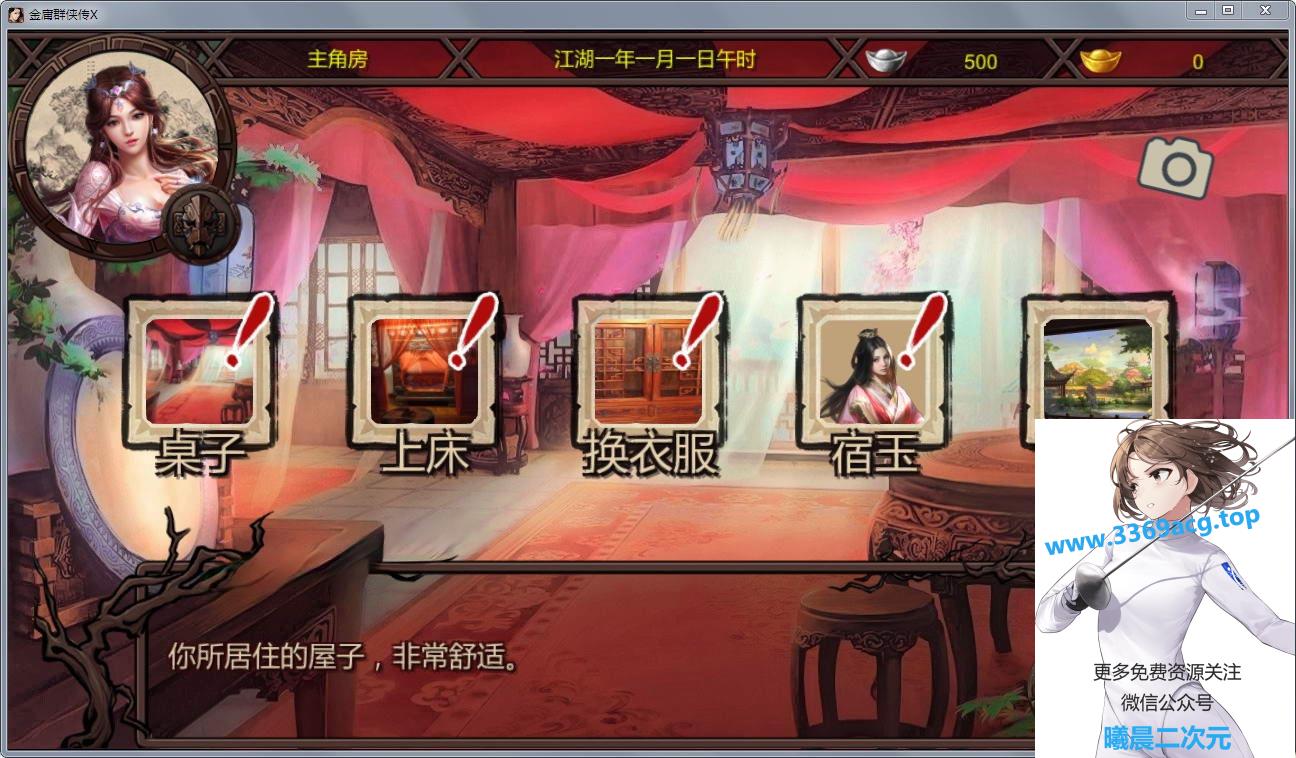 金庸群侠传X
主角房
江湖一年一月一日午时
500
0
桌子
上床
换衣服
宿玉
你所居住的屋子，非常舒适。
www.3369acg.top
更多免费资源关注
微信公众号
曦晨二次元